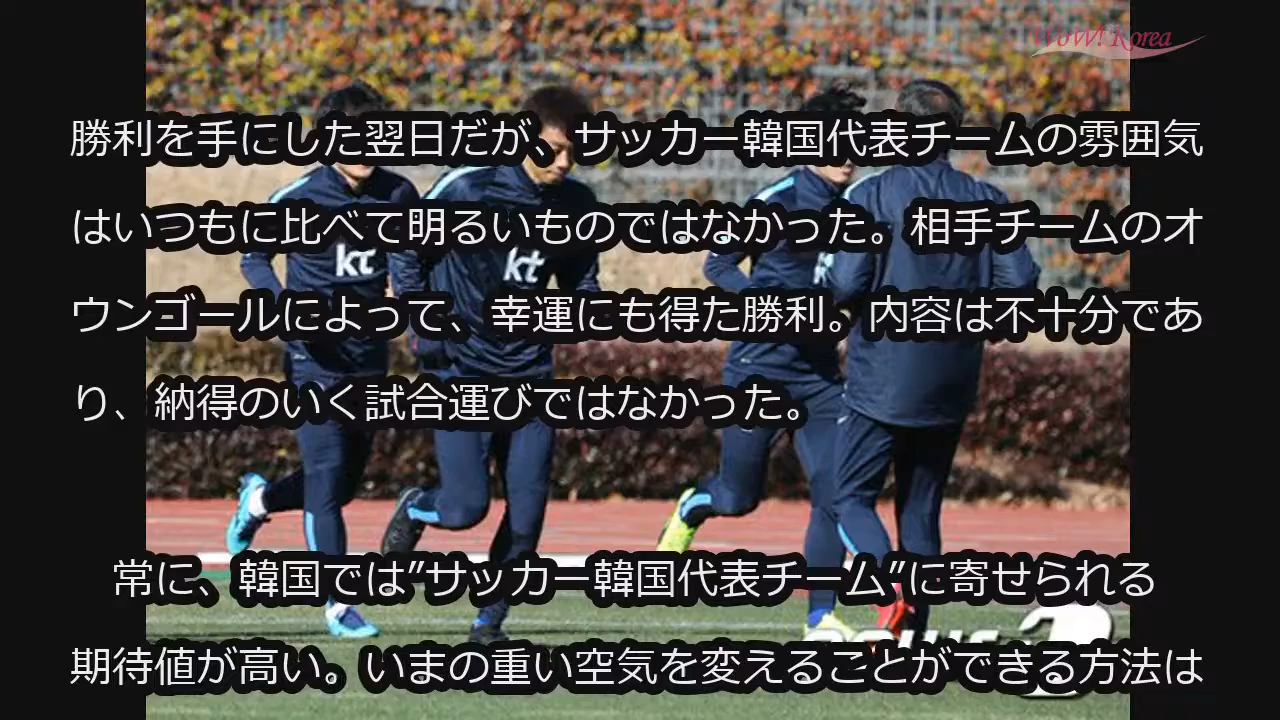 WoW! Korea
勝利を手にした翌日だが、サッカー韓国代表チームの雰囲気
はいつもに比べて明るいものではなかった。相手チームのオ
kt kt
ウンゴールによって、幸運にも得た勝利。内容は不十分であ
り、納得のいく試合運びではなかった。
常に、韓国では”サッカー韓国代表チーム”に寄せられる
期待値が高い。いまの重い空気を変えることができる方法は